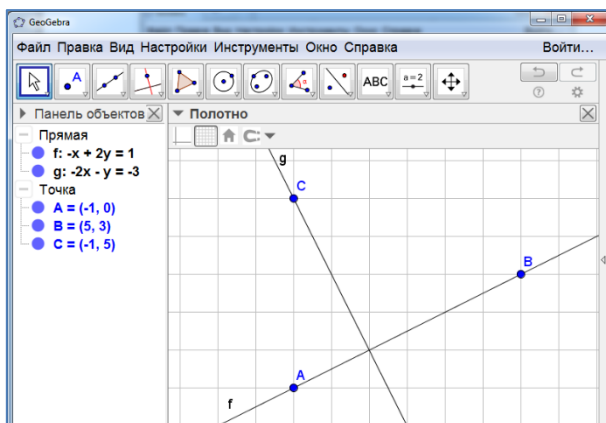 GeoGebra
Файл Правка Вид Настройки Инструменты Окно Справка Войти...
A ABC a=2
Панель объектов Полотно
Прямая
f: -x + 2y = 1
g: -2x - y = -3
Точка
A = (-1, 0)
B = (5, 3)
C = (-1, 5)
g
C
B
A
f